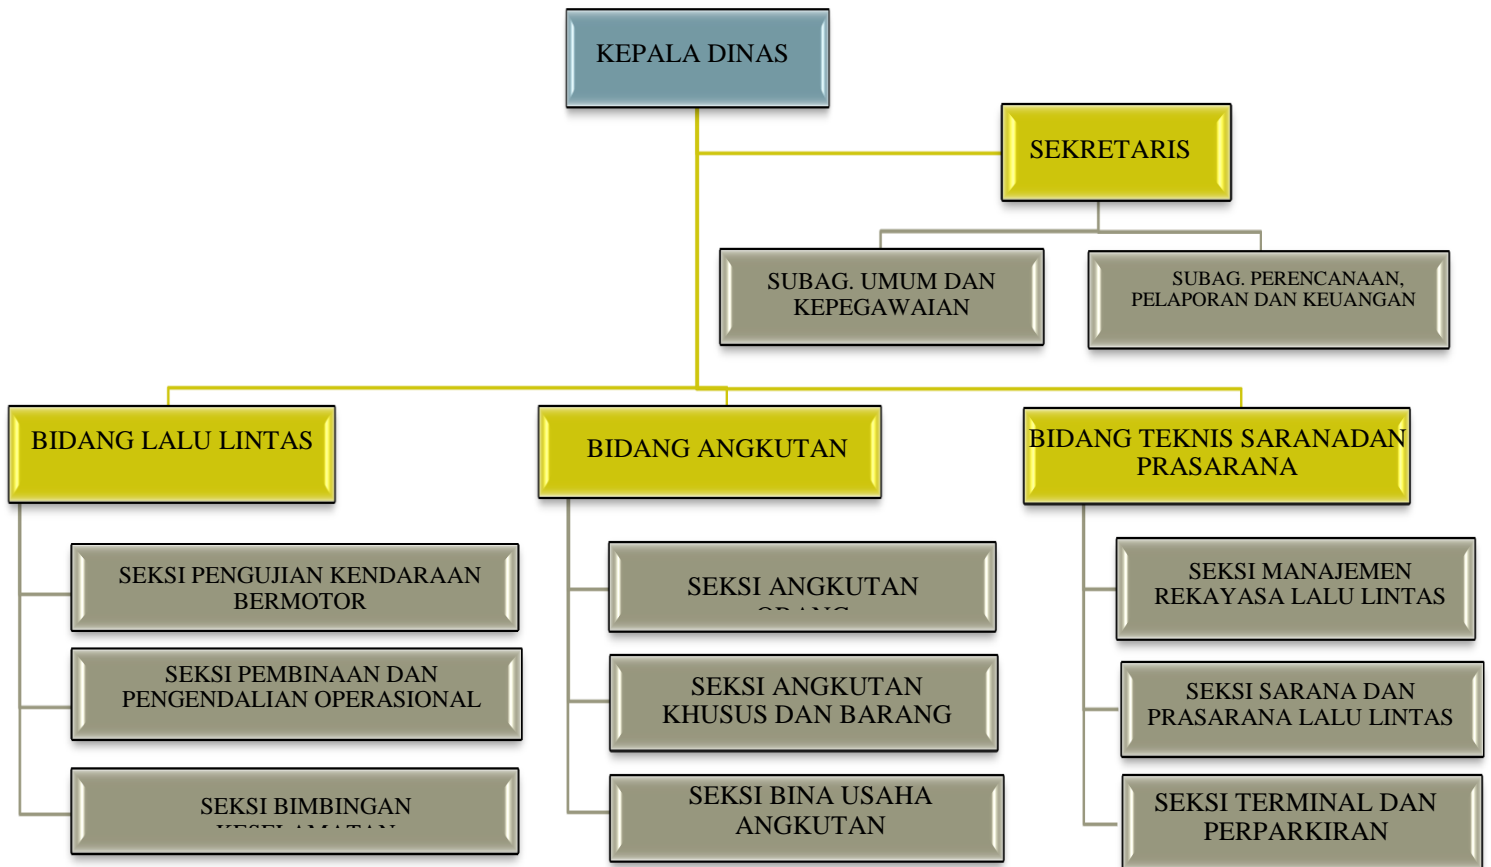 KEPALA DINAS
SEKRETARIS
SUBAG. UMUM DAN
KEPEGAWAIAN
SUBAG. PERENCANAAN,
PELAPORAN DAN KEUANGAN
BIDANG LALU LINTAS
BIDANG ANGKUTAN
BIDANG TEKNIS SARANADAN
PRASARANA
SEKSI PENGUJIAN KENDARAAN
BERMOTOR
SEKSI PEMBINAAN DAN
PENGENDALIAN OPERASIONAL
SEKSI BIMBINGAN
KESELAMATAN
SEKSI ANGKUTAN
ORANG
SEKSI ANGKUTAN
KHUSUS DAN BARANG
SEKSI BINA USAHA
ANGKUTAN
SEKSI MANAJEMEN
REKAYASA LALU LINTAS
SEKSI SARANA DAN
PRASARANA LALU LINTAS
SEKSI TERMINAL DAN
PERPARKIRAN